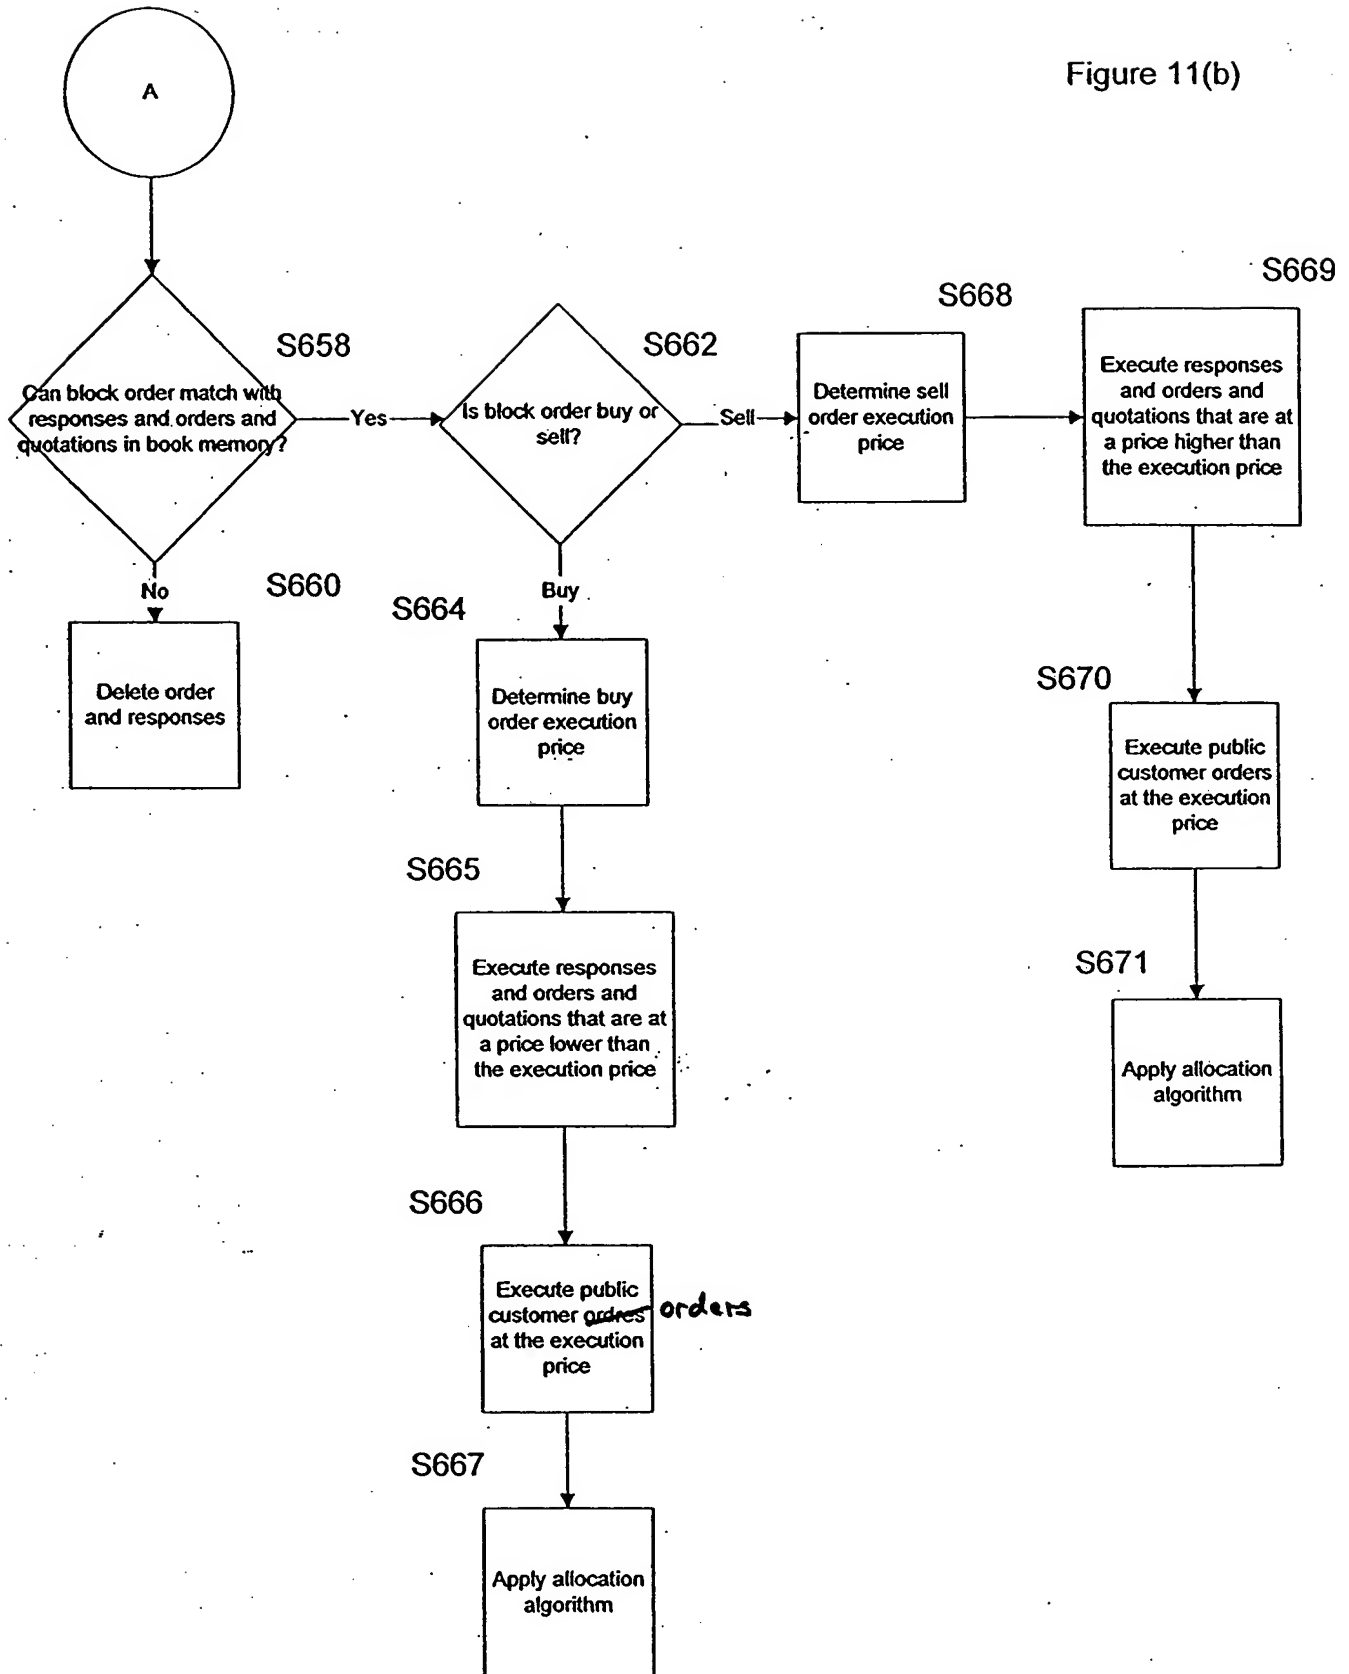 Figure 11(b)
A
S658
Can block order match with
responses and orders and
quotations in book memory?
Yes
No
S660
Delete order
and responses
S662
Is block order buy or
sell?
Sell
Buy
S668
Determine sell
order execution
price
S669
Execute responses
and orders and
quotations that are at
a price higher than
the execution price
S670
Execute public
customer orders
at the execution
price
S671
Apply allocation
algorithm
S664
Determine buy
order execution
price
S665
Execute responses
and orders and
quotations that are at
a price lower than
the execution price
S666
Execute public
customer ordres orders
at the execution
price
S667
Apply allocation
algorithm